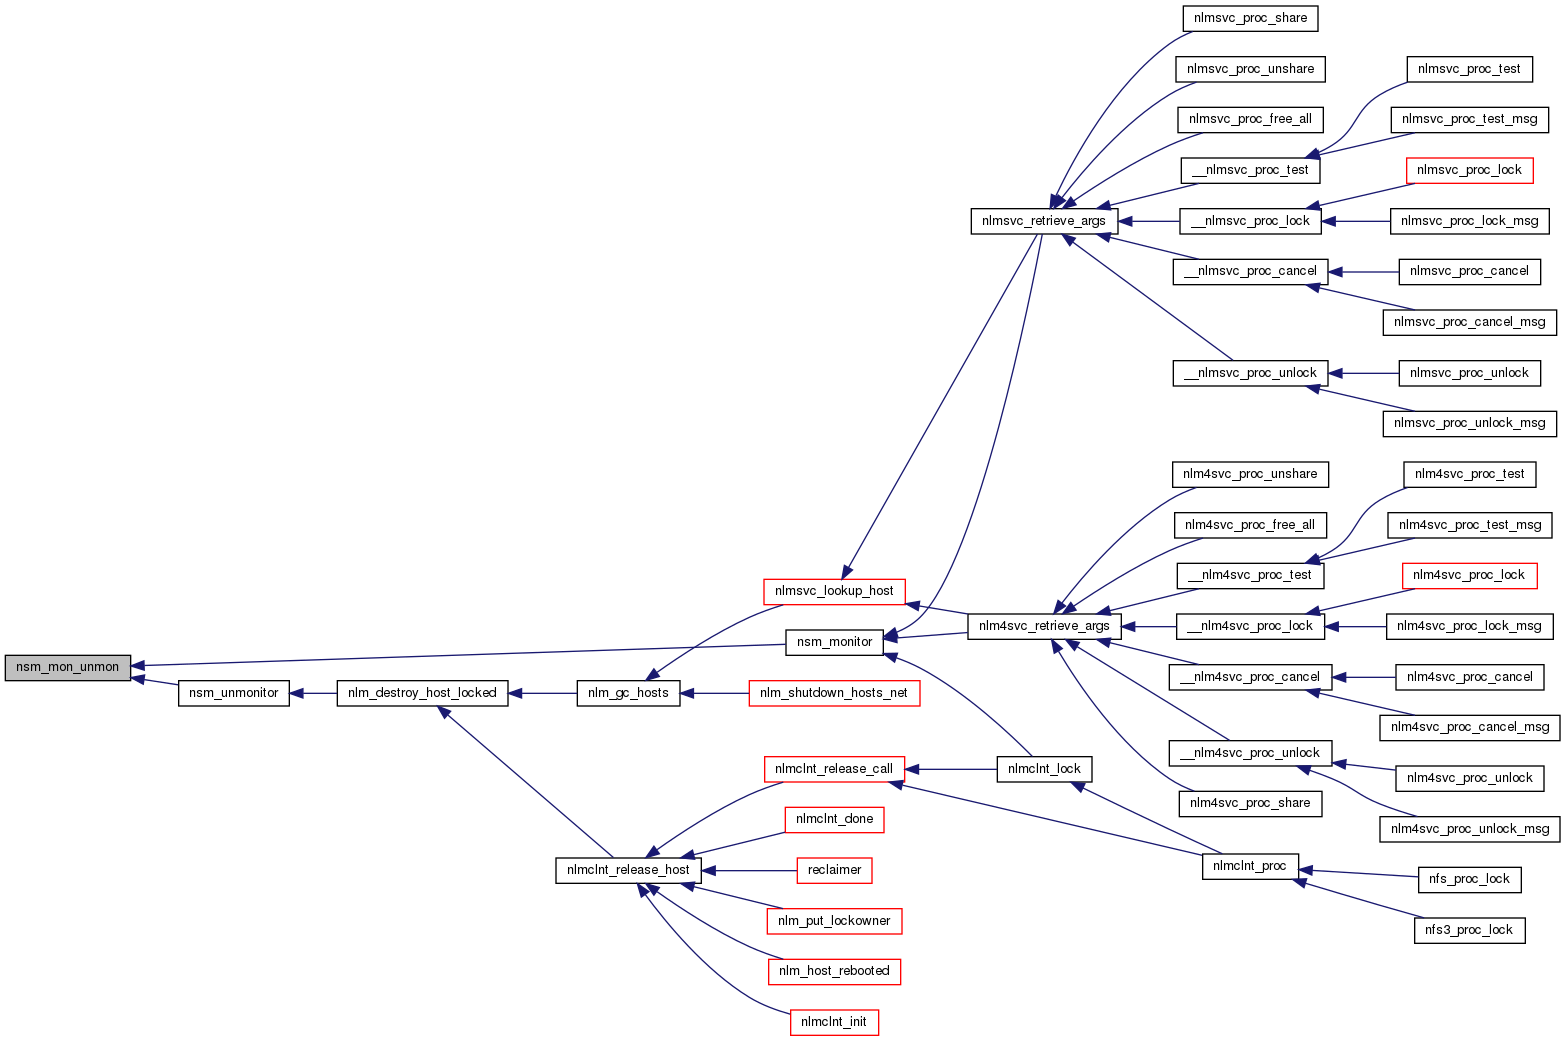 nlmsvc_proc_share
nlmsvc_proc_unshare
nlmsvc_proc_test
nlmsvc_proc_free_all
nlmsvc_proc_test_msg
__nlmsvc_proc_test
nlmsvc_proc_lock
nlmsvc_retrieve_args
__nlmsvc_proc_lock
nlmsvc_proc_lock_msg
__nlmsvc_proc_cancel
nlmsvc_proc_cancel
nlmsvc_proc_cancel_msg
__nlmsvc_proc_unlock
nlmsvc_proc_unlock
nlmsvc_proc_unlock_msg
nlm4svc_proc_unshare
nlm4svc_proc_test
nlm4svc_proc_free_all
nlm4svc_proc_test_msg
__nlm4svc_proc_test
nlm4svc_proc_lock
nlmsvc_lookup_host
nlm4svc_retrieve_args
__nlm4svc_proc_lock
nlm4svc_proc_lock_msg
nsm_monitor
nsm_mon_unmon
__nlm4svc_proc_cancel
nlm4svc_proc_cancel
nsm_unmonitor
nlm_destroy_host_locked
nlm_gc_hosts
nlm_shutdown_hosts_net
nlm4svc_proc_cancel_msg
__nlm4svc_proc_unlock
nlm4svc_proc_unlock
nlmclnt_release_call
nlmclnt_lock
nlm4svc_proc_share
nlmclnt_done
nlm4svc_proc_unlock_msg
nlmclnt_release_host
reclaimer
nlmclnt_proc
nfs_proc_lock
nlm_put_lockowner
nfs3_proc_lock
nlm_host_rebooted
nlmclnt_init